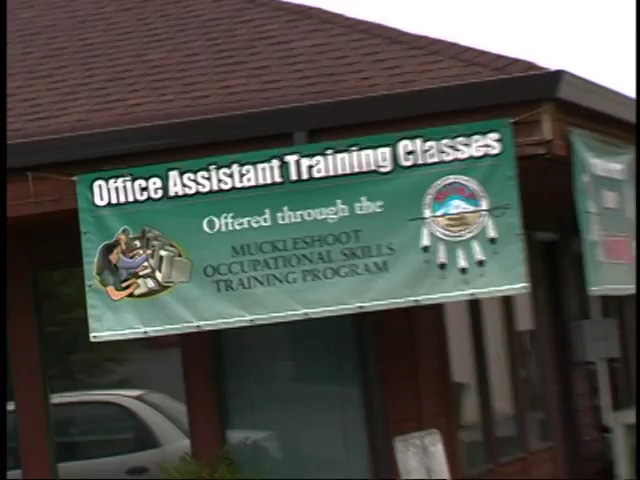 Office Assistant Training Classes
Offered through the
MUCKLESHOOT
OCCUPATIONAL SKILLS
TRAINING PROGRAM